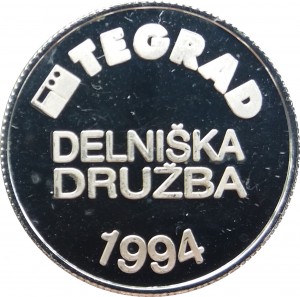 TEGRAD
DELNIŠKA
DRUŽBA
1994